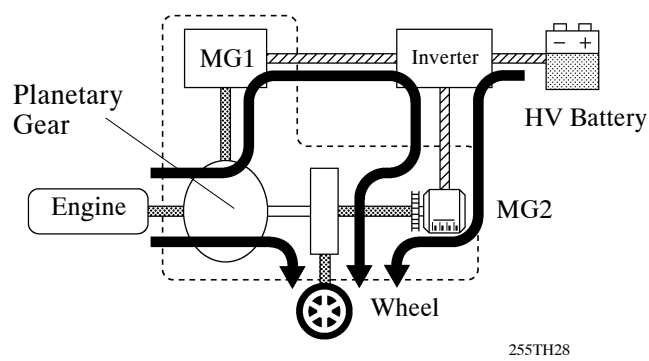 MG1
Inverter
− +
HV Battery
Planetary
Gear
Engine
MG2
Wheel
255TH28